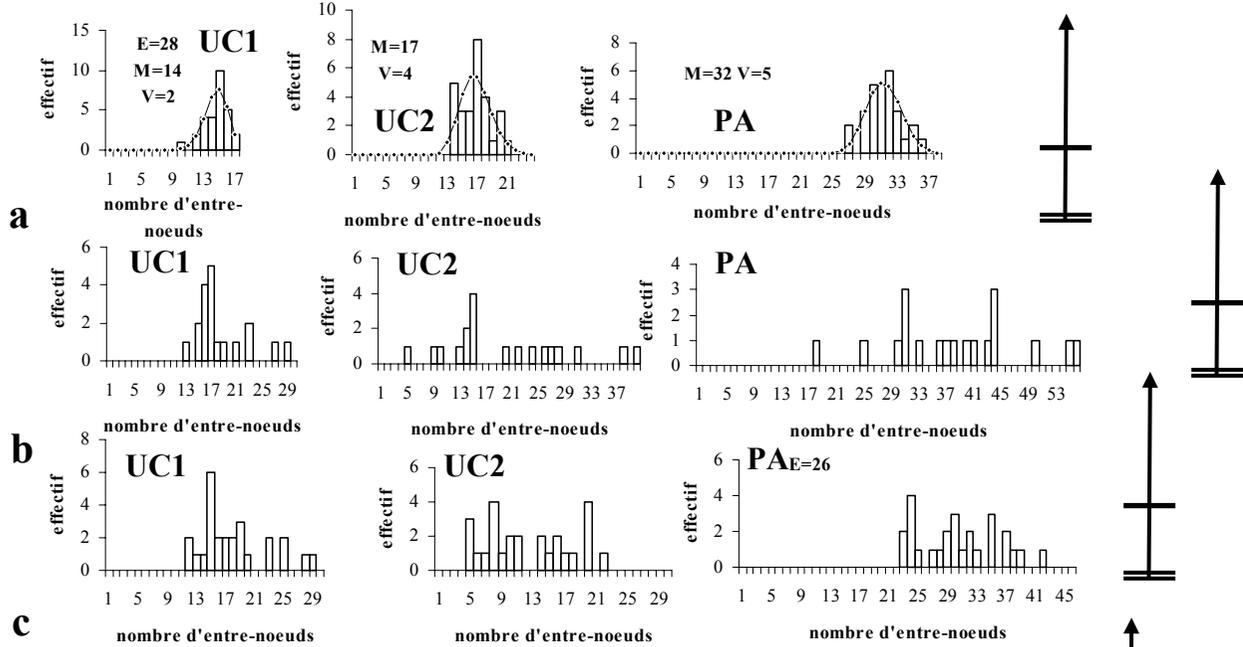 UC1
E=28
M=14
V=2
effectif
15
10
5
0
1 5 9 13 17
nombre d'entre-
noeuds
UC2
M=17
V=4
effectif
10
8
6
4
2
0
1 5 9 13 17 21
nombre d'entre-noeuds
PA
M=32 V=5
effectif
8
6
4
2
0
1 5 9 13 17 21 25 29 33 37
nombre d'entre-noeuds
a
UC1
effectif
6
4
2
0
1 5 9 13 17 21 25 29
nombre d'entre-noeuds
UC2
effectif
6
4
2
0
1 5 9 13 17 21 25 29 33 37
nombre d'entre-noeuds
PA
effectif
4
3
2
1
0
1 5 9 13 17 21 25 29 33 37 41 45 49 53
nombre d'entre-noeuds
b
UC1
effectif
8
6
4
2
0
1 5 9 13 17 21 25 29
nombre d'entre-noeuds
UC2
effectif
6
4
2
0
1 5 9 13 17 21 25 29
nombre d'entre-noeuds
PA E=26
effectif
6
4
2
0
1 5 9 13 17 21 25 29 33 37 41 45
nombre d'entre-noeuds
c